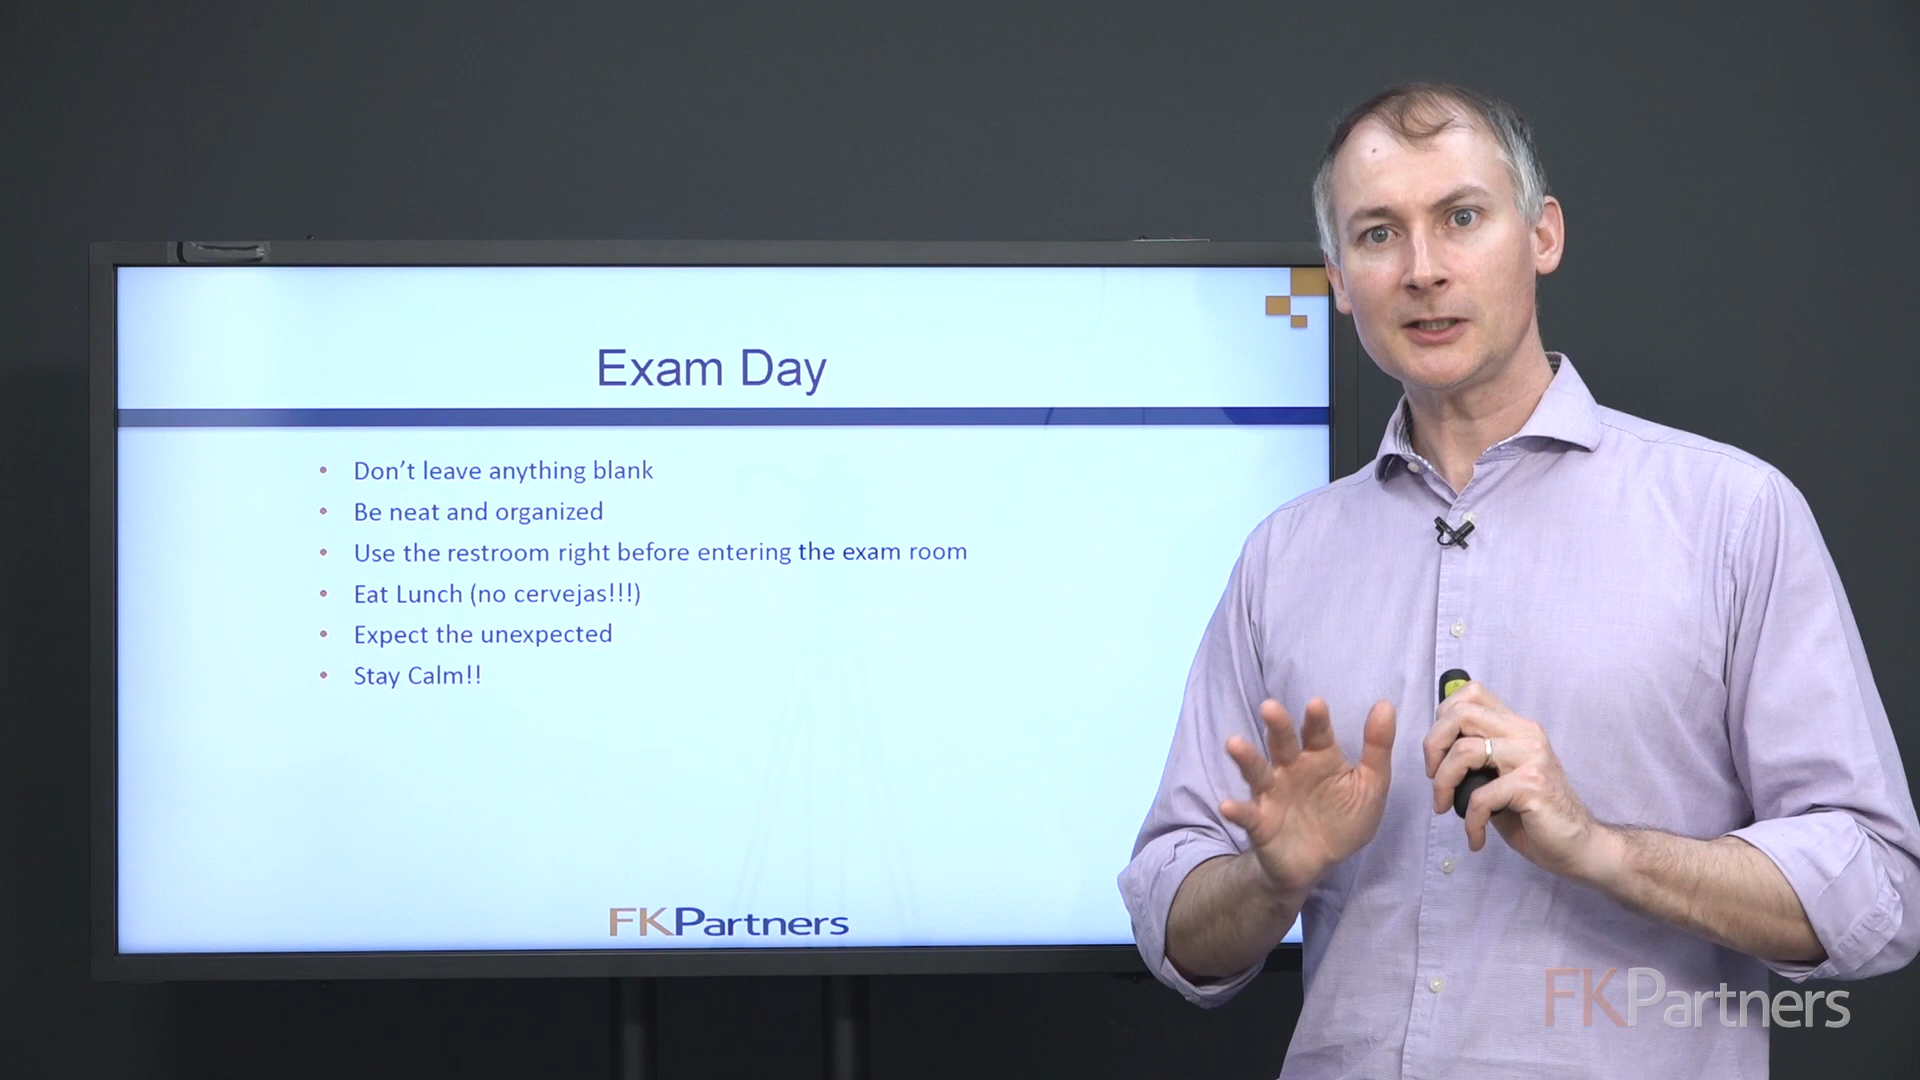 Exam Day
• Don’t leave anything blank
• Be neat and organized
• Use the restroom right before entering the exam room
• Eat Lunch (no cervejas!!!)
• Expect the unexpected
• Stay Calm!!
FKPartners
FKPartners